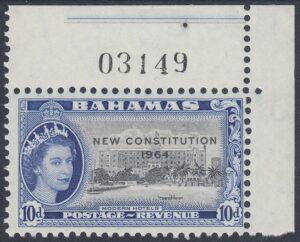 03149
BAHAMAS
NEW CONSTITUTION
1964
MODERN HOTELS
10d 10d
POSTAGE-REVENUE